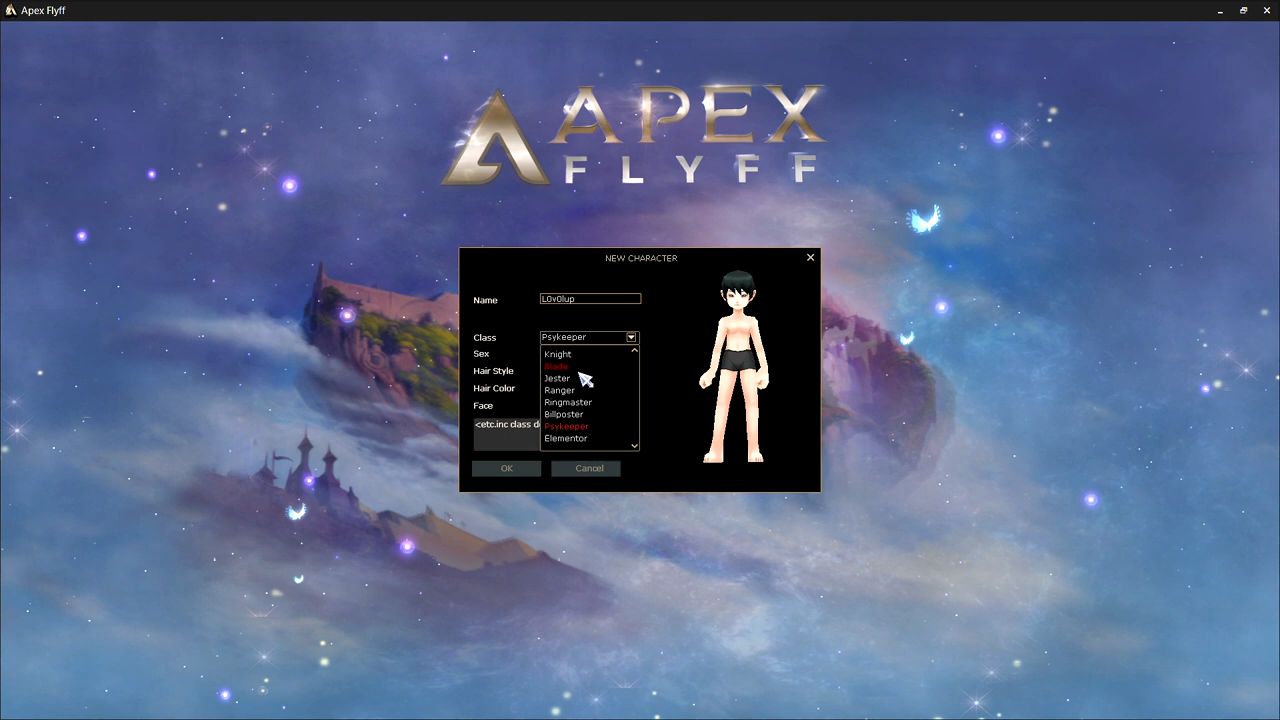 Apex Flyff
APEX
FLYFF
NEW CHARACTER
Name L0v0lup
Class Psykeeper
Sex
Hair Style
Hair Color
Face
Knight
Blade
Jester
Ranger
Ringmaster
Billposter
Psykeeper
Elementor
<etc.inc class d
OK Cancel